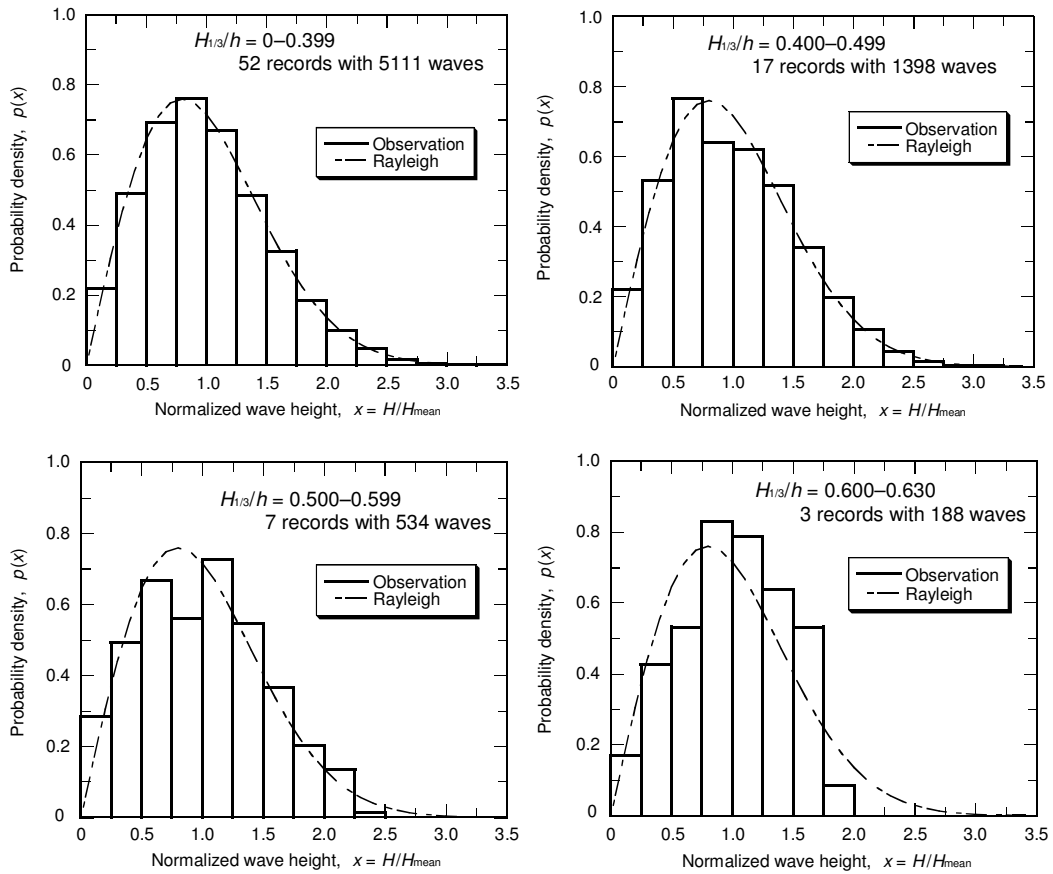 H1/3/h = 0–0.399
52 records with 5111 waves
Observation
Rayleigh
Probability density, p(x)
1.0
0.8
0.6
0.4
0.2
0
0 0.5 1.0 1.5 2.0 2.5 3.0 3.5
Normalized wave height, x = H/Hmean
H1/3/h = 0.400–0.499
17 records with 1398 waves
Observation
Rayleigh
Probability density, p(x)
1.0
0.8
0.6
0.4
0.2
0
0 0.5 1.0 1.5 2.0 2.5 3.0 3.5
Normalized wave height, x = H/Hmean
H1/3/h = 0.500–0.599
7 records with 534 waves
Observation
Rayleigh
Probability density, p(x)
1.0
0.8
0.6
0.4
0.2
0
0 0.5 1.0 1.5 2.0 2.5 3.0 3.5
Normalized wave height, x = H/Hmean
H1/3/h = 0.600–0.630
3 records with 188 waves
Observation
Rayleigh
Probability density, p(x)
1.0
0.8
0.6
0.4
0.2
0
0 0.5 1.0 1.5 2.0 2.5 3.0 3.5
Normalized wave height, x = H/Hmean